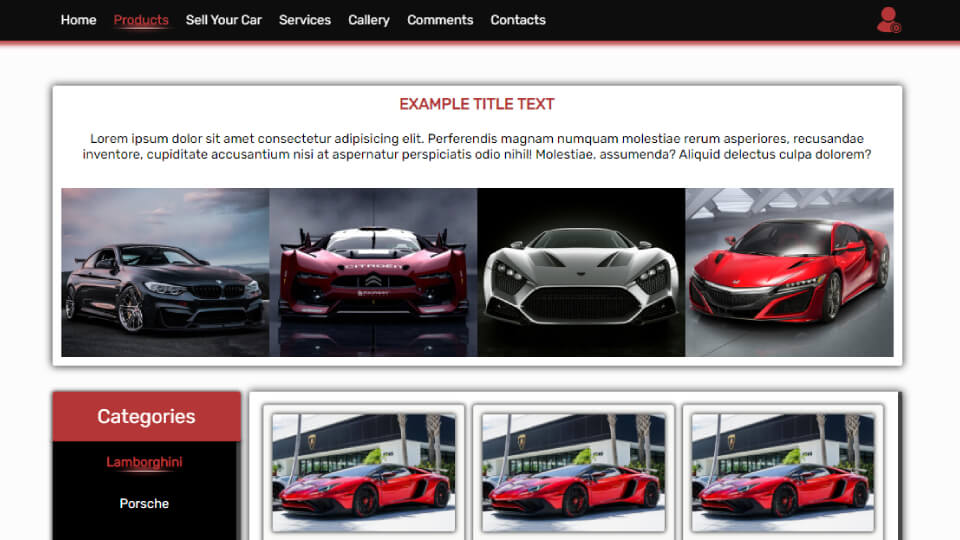 Home Products Sell Your Car Services Callery Comments Contacts
EXAMPLE TITLE TEXT
Lorem ipsum dolor sit amet consectetur adipisicing elit. Perferendis magnam numquam molestiae rerum asperiores, recusandae
inventore, cupiditate accusantium nisi at aspernatur perspiciatis odio nihil! Molestiae, assumenda? Aliquid delectus culpa dolorem?
CITROËN
Categories
Lamborghini
Porsche